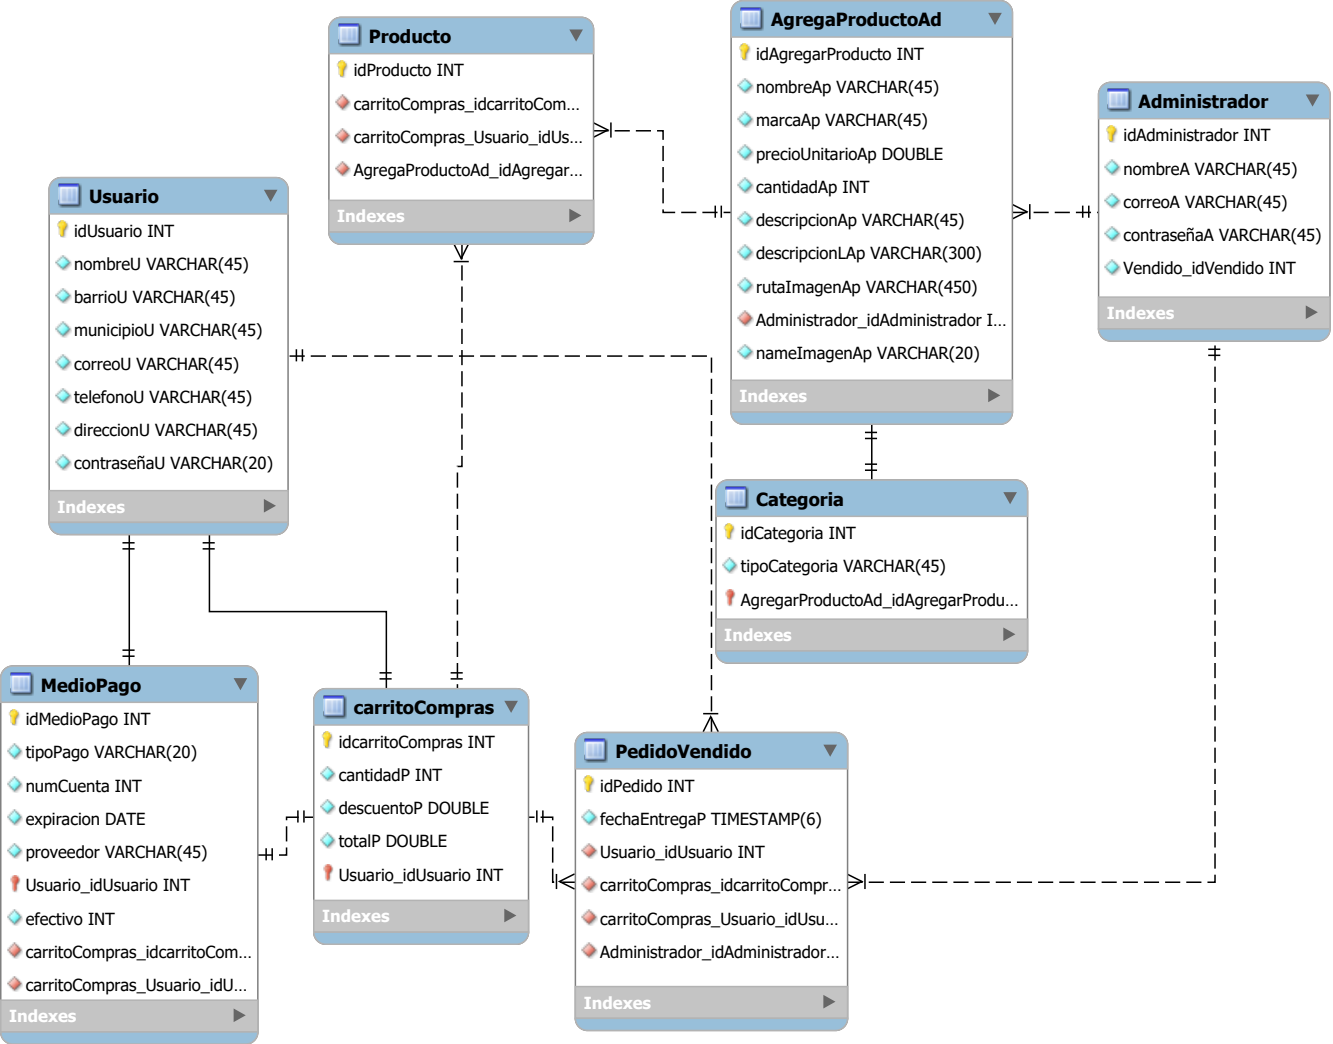 Producto
idProducto INT
carritoCompras_idcarritoCom...
carritoCompras_Usuario_idUs...
AgregaProductoAd_idAgregar...
Indexes
AgregaProductoAd
idAgregarProducto INT
nombreAp VARCHAR(45)
marcaAp VARCHAR(45)
precioUnitarioAp DOUBLE
cantidadAp INT
descripcionAp VARCHAR(45)
descripcionLAp VARCHAR(300)
rutaImagenAp VARCHAR(450)
Administrador_idAdministrador I...
nameImagenAp VARCHAR(20)
Indexes
Administrador
idAdministrador INT
nombreA VARCHAR(45)
correoA VARCHAR(45)
contraseñaA VARCHAR(45)
Vendido_idVendido INT
Indexes
Usuario
idUsuario INT
nombreU VARCHAR(45)
barrioU VARCHAR(45)
municipioU VARCHAR(45)
correoU VARCHAR(45)
telefonoU VARCHAR(45)
direccionU VARCHAR(45)
contraseñaU VARCHAR(20)
Indexes
Categoria
idCategoria INT
tipoCategoria VARCHAR(45)
AgregarProductoAd_idAgregarProdu...
Indexes
MedioPago
idMedioPago INT
tipoPago VARCHAR(20)
numCuenta INT
expiracion DATE
proveedor VARCHAR(45)
Usuario_idUsuario INT
efectivo INT
carritoCompras_idcarritoCom...
carritoCompras_Usuario_idU...
Indexes
carritoCompras
idcarritoCompras INT
cantidadP INT
descuentoP DOUBLE
totalP DOUBLE
Usuario_idUsuario INT
Indexes
PedidoVendido
idPedido INT
fechaEntregaP TIMESTAMP(6)
Usuario_idUsuario INT
carritoCompras_idcarritoCompr...
carritoCompras_Usuario_idUsu...
Administrador_idAdministrador...
Indexes